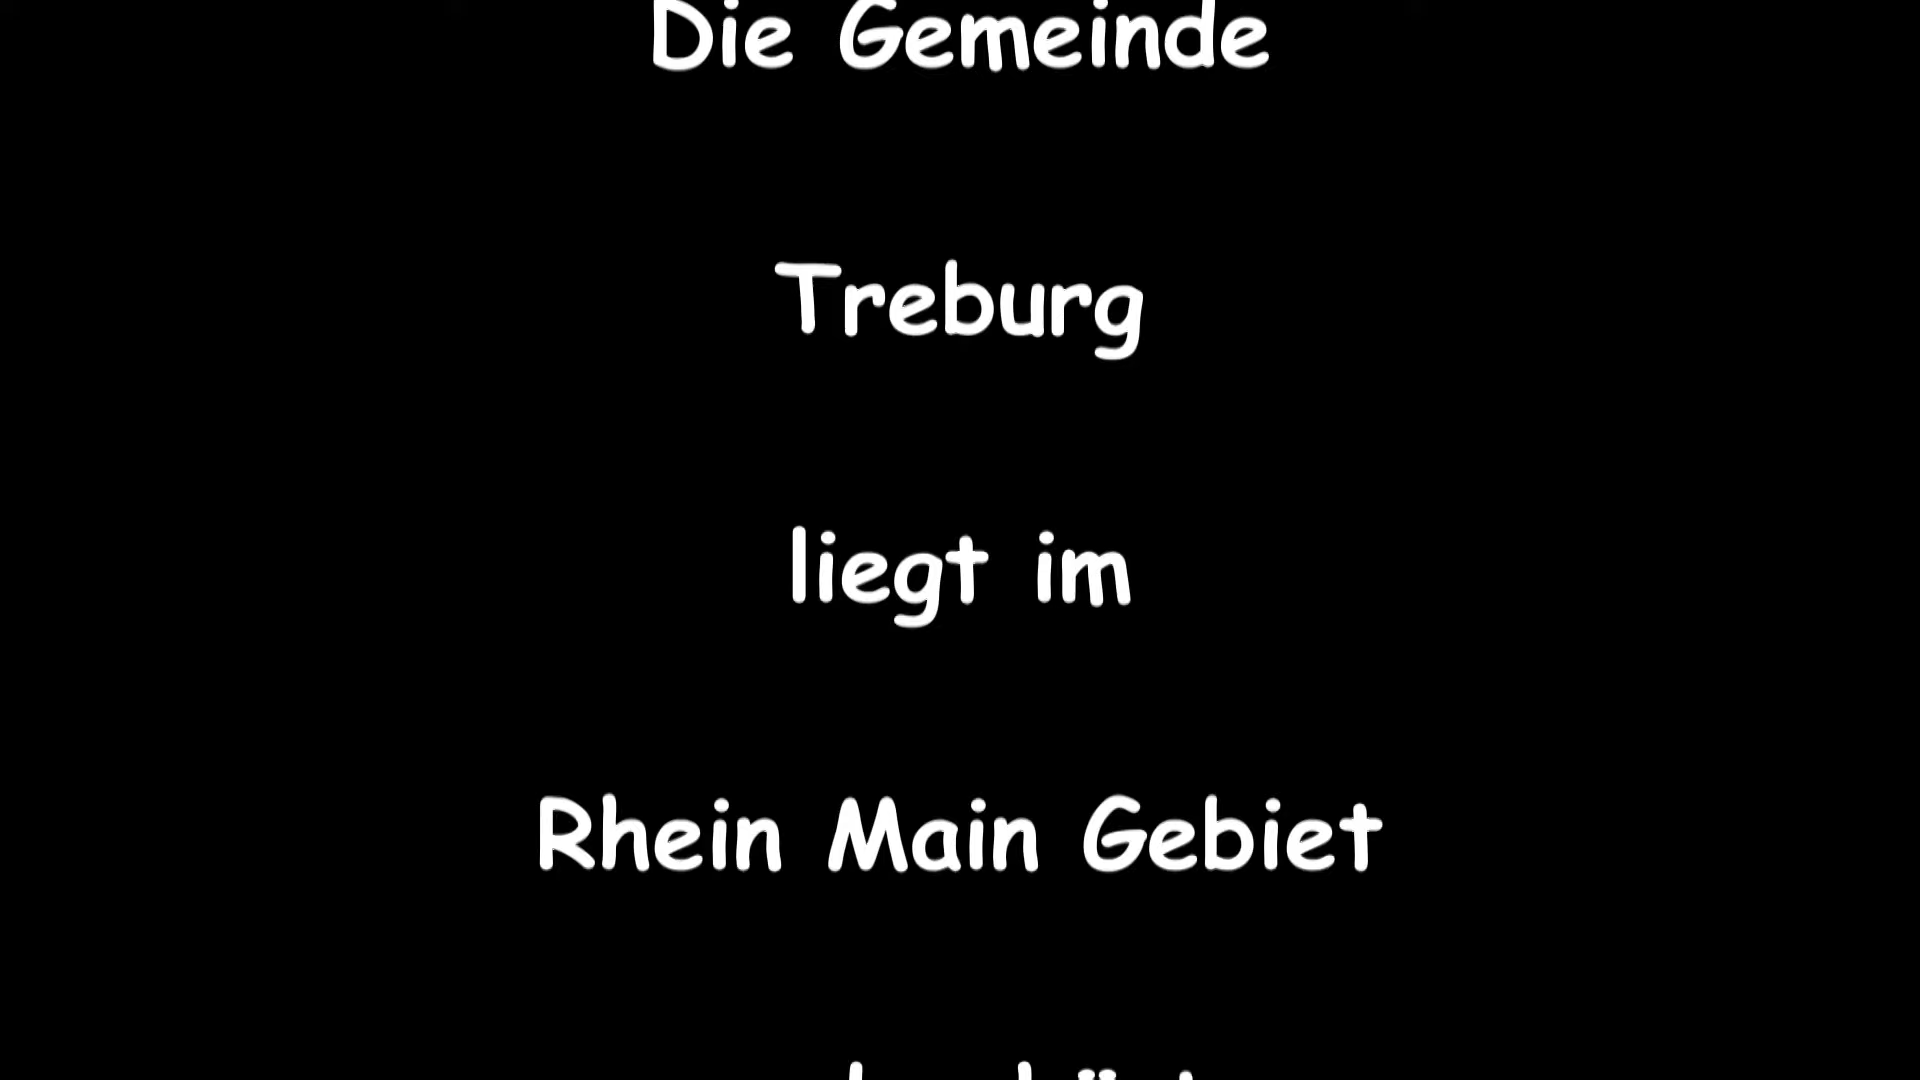 Die Gemeinde
Treburg
liegt im
Rhein Main Gebiet